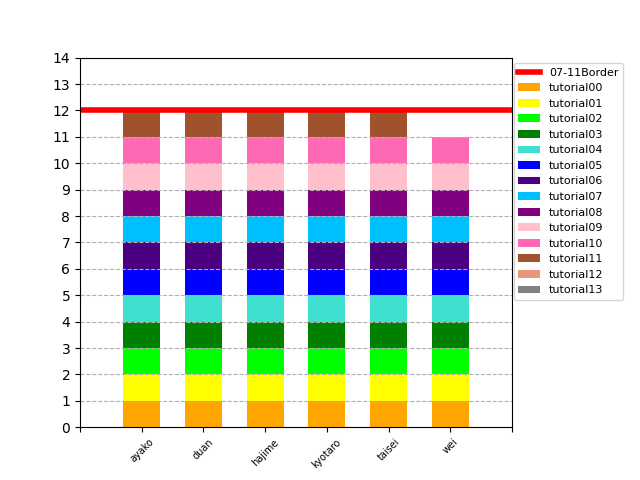 14
13
12
11
10
9
8
7
6
5
4
3
2
1
0
ayako
duan
hajime
kyotaro
taisei
wei
07-11Border
tutorial00
tutorial01
tutorial02
tutorial03
tutorial04
tutorial05
tutorial06
tutorial07
tutorial08
tutorial09
tutorial10
tutorial11
tutorial12
tutorial13